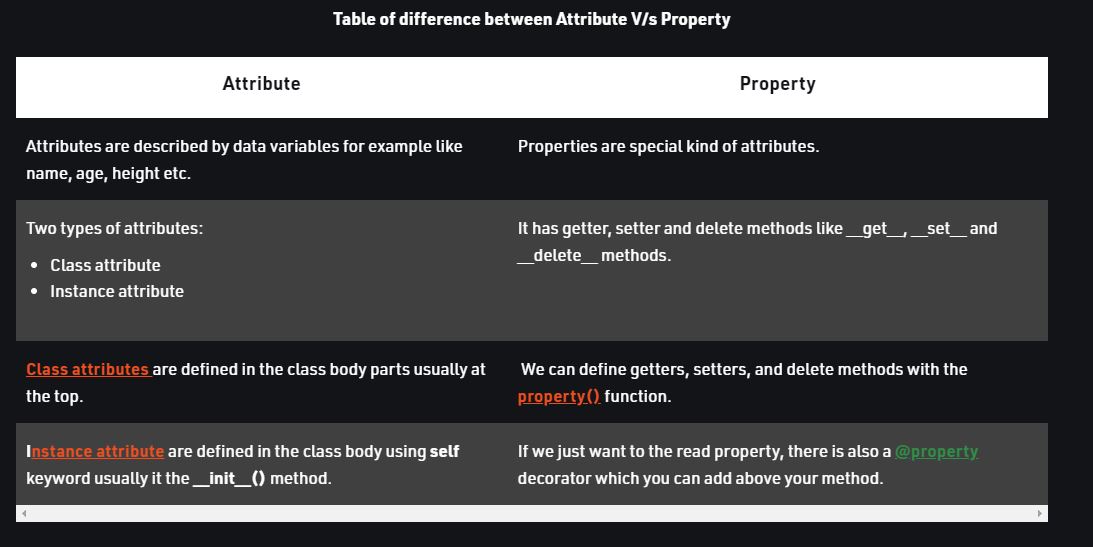 Table of difference between Attribute V/s Property
Attribute
Property
Attributes are described by data variables for example like
name, age, height etc.
Properties are special kind of attributes.
Two types of attributes:
• Class attribute
• Instance attribute
It has getter, setter and delete methods like __get__, __set__ and
__delete__ methods.
Class attributes are defined in the class body parts usually at
the top.
We can define getters, setters, and delete methods with the
property() function.
Instance attribute are defined in the class body using self
keyword usually it the __init__() method.
If we just want to the read property, there is also a @property
decorator which you can add above your method.